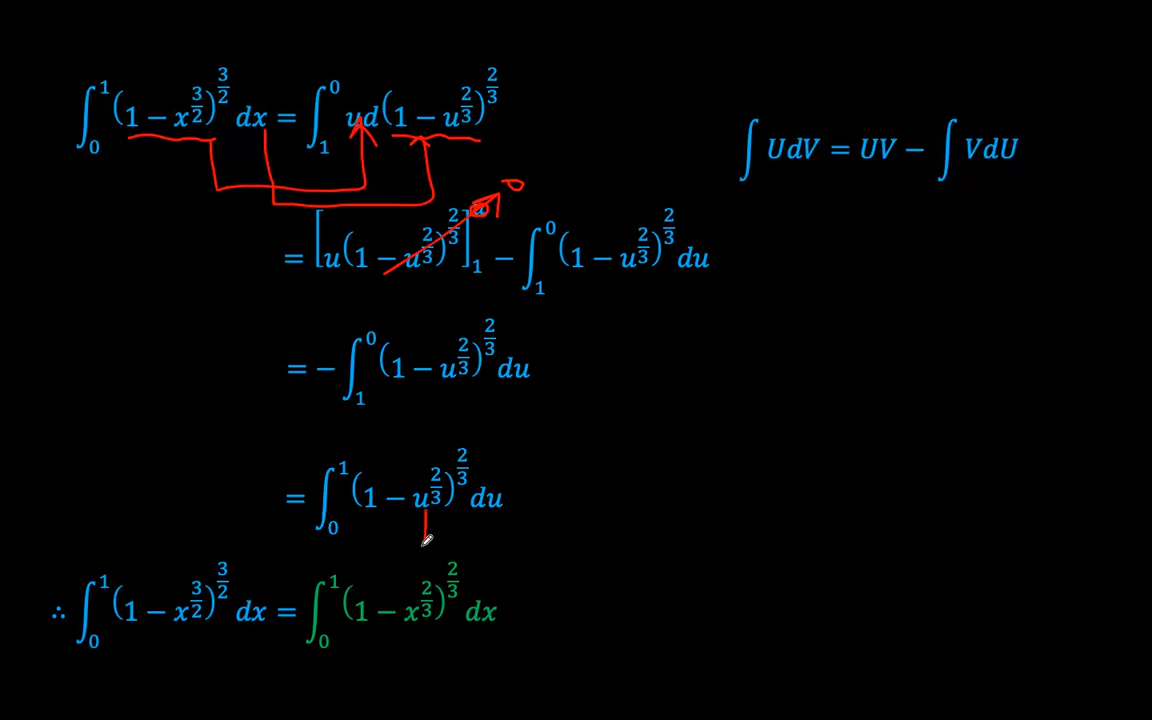 ∫₀¹ (1 − x^{3/2})^{3/2} dx = ∫₁⁰ ud(1 − u^{2/3})^{2/3}
∫ UdV = UV − ∫ VdU
0
= [u(1 − u^{2/3})^{2/3}]₁⁰ − ∫₁⁰ (1 − u^{2/3})^{2/3} du
= − ∫₁⁰ (1 − u^{2/3})^{2/3} du
= ∫₀¹ (1 − u^{2/3})^{2/3} du
∴ ∫₀¹ (1 − x^{3/2})^{3/2} dx = ∫₀¹ (1 − x^{2/3})^{2/3} dx